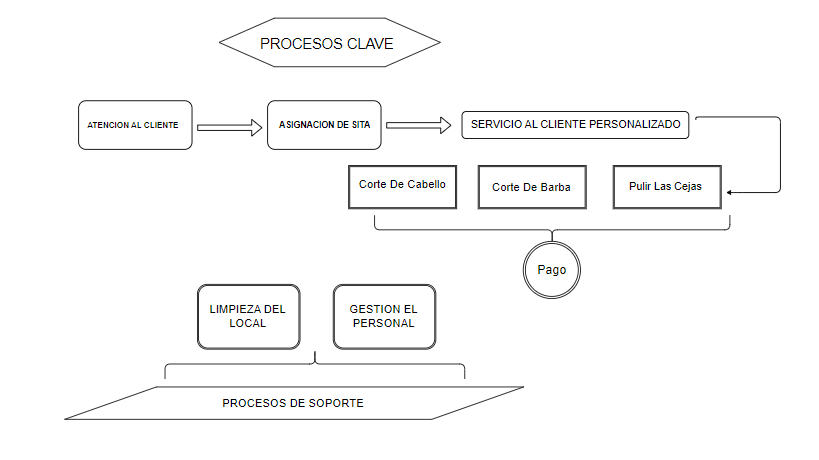 PROCESOS CLAVE
ATENCION AL CLIENTE
ASIGNACION DE SITA
SERVICIO AL CLIENTE PERSONALIZADO
Corte De Cabello
Corte De Barba
Pulir Las Cejas
Pago
LIMPIEZA DEL
LOCAL
GESTION EL
PERSONAL
PROCESOS DE SOPORTE